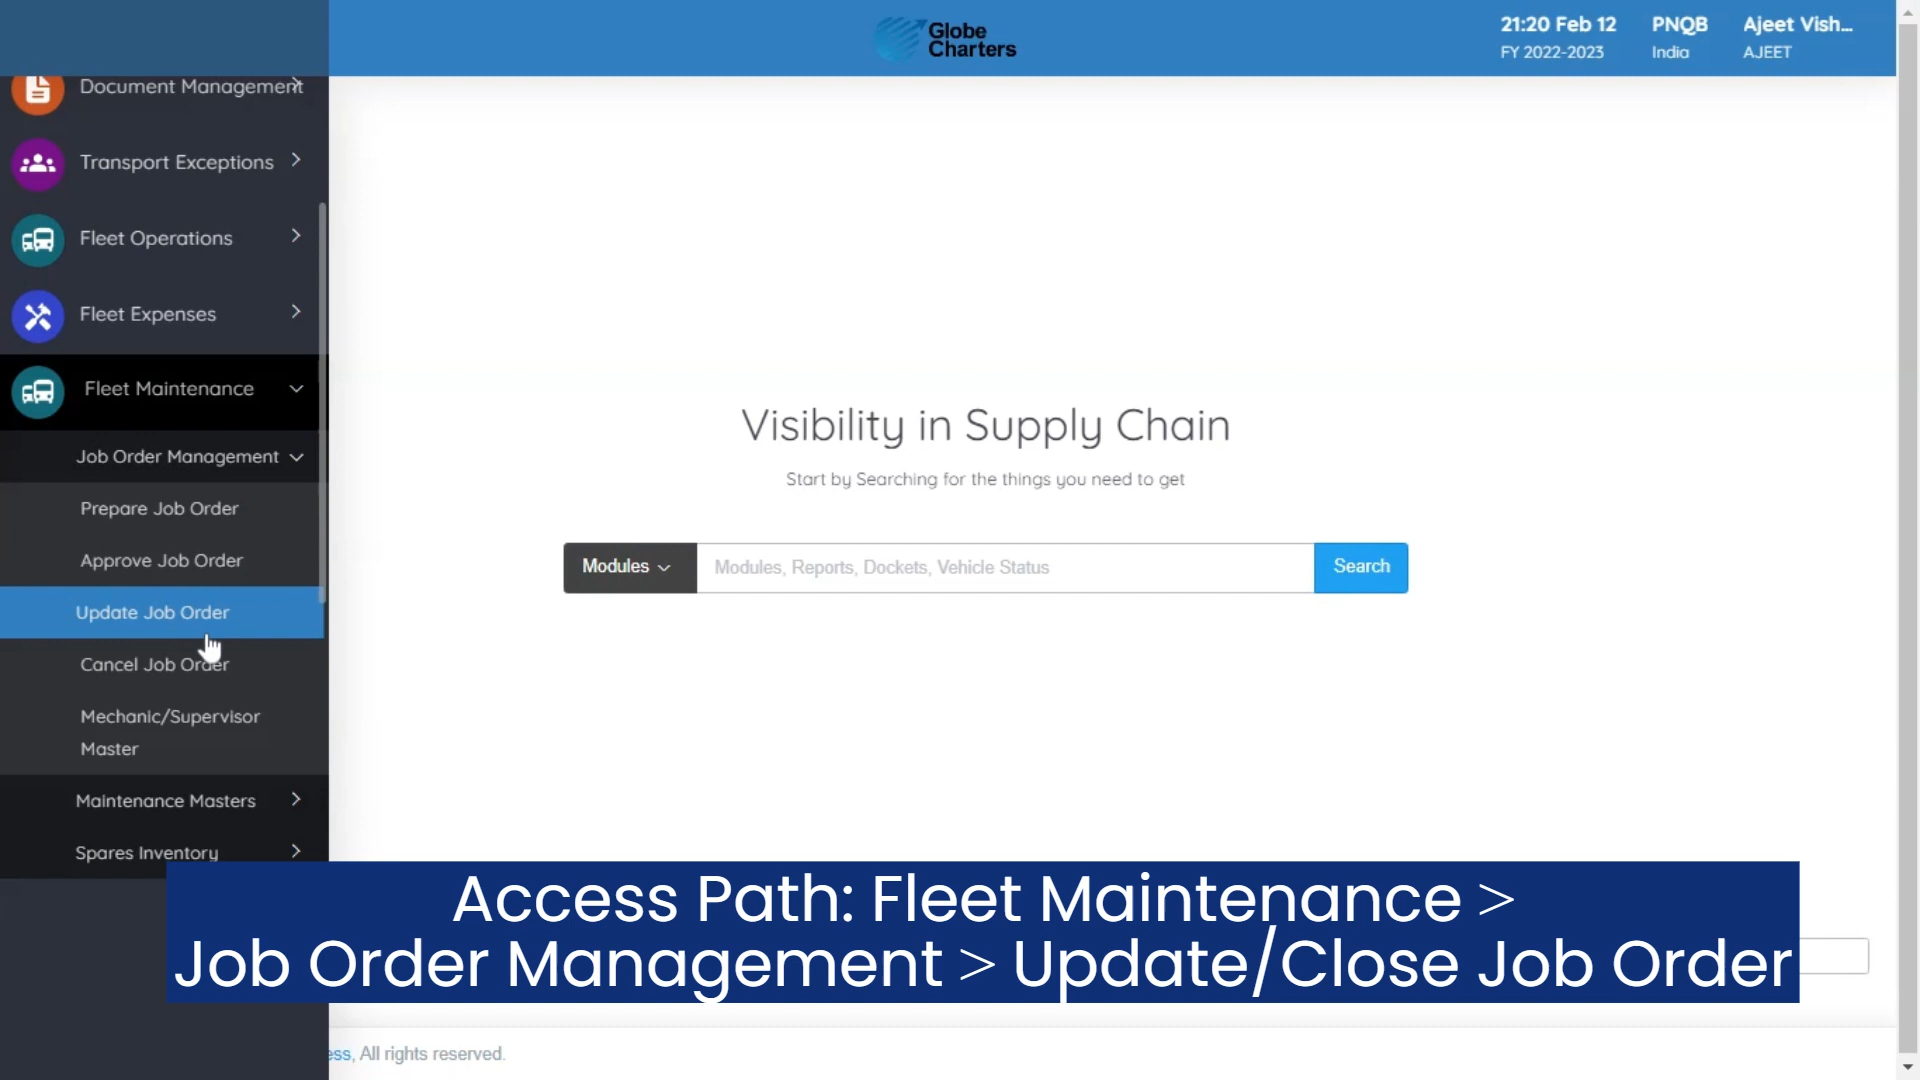 Globe
Charters
21:20 Feb 12
FY 2022-2023
PNQB
India
Ajeet Vish...
AJEET
Document Management
Transport Exceptions
Fleet Operations
Fleet Expenses
Fleet Maintenance
Job Order Management
Prepare Job Order
Approve Job Order
Update Job Order
Cancel Job Order
Mechanic/Supervisor
Master
Maintenance Masters
Spares Inventory
Visibility in Supply Chain
Start by Searching for the things you need to get
Modules
Modules, Reports, Dockets, Vehicle Status
Search
Access Path: Fleet Maintenance >
Job Order Management > Update/Close Job Order
ess, All rights reserved.